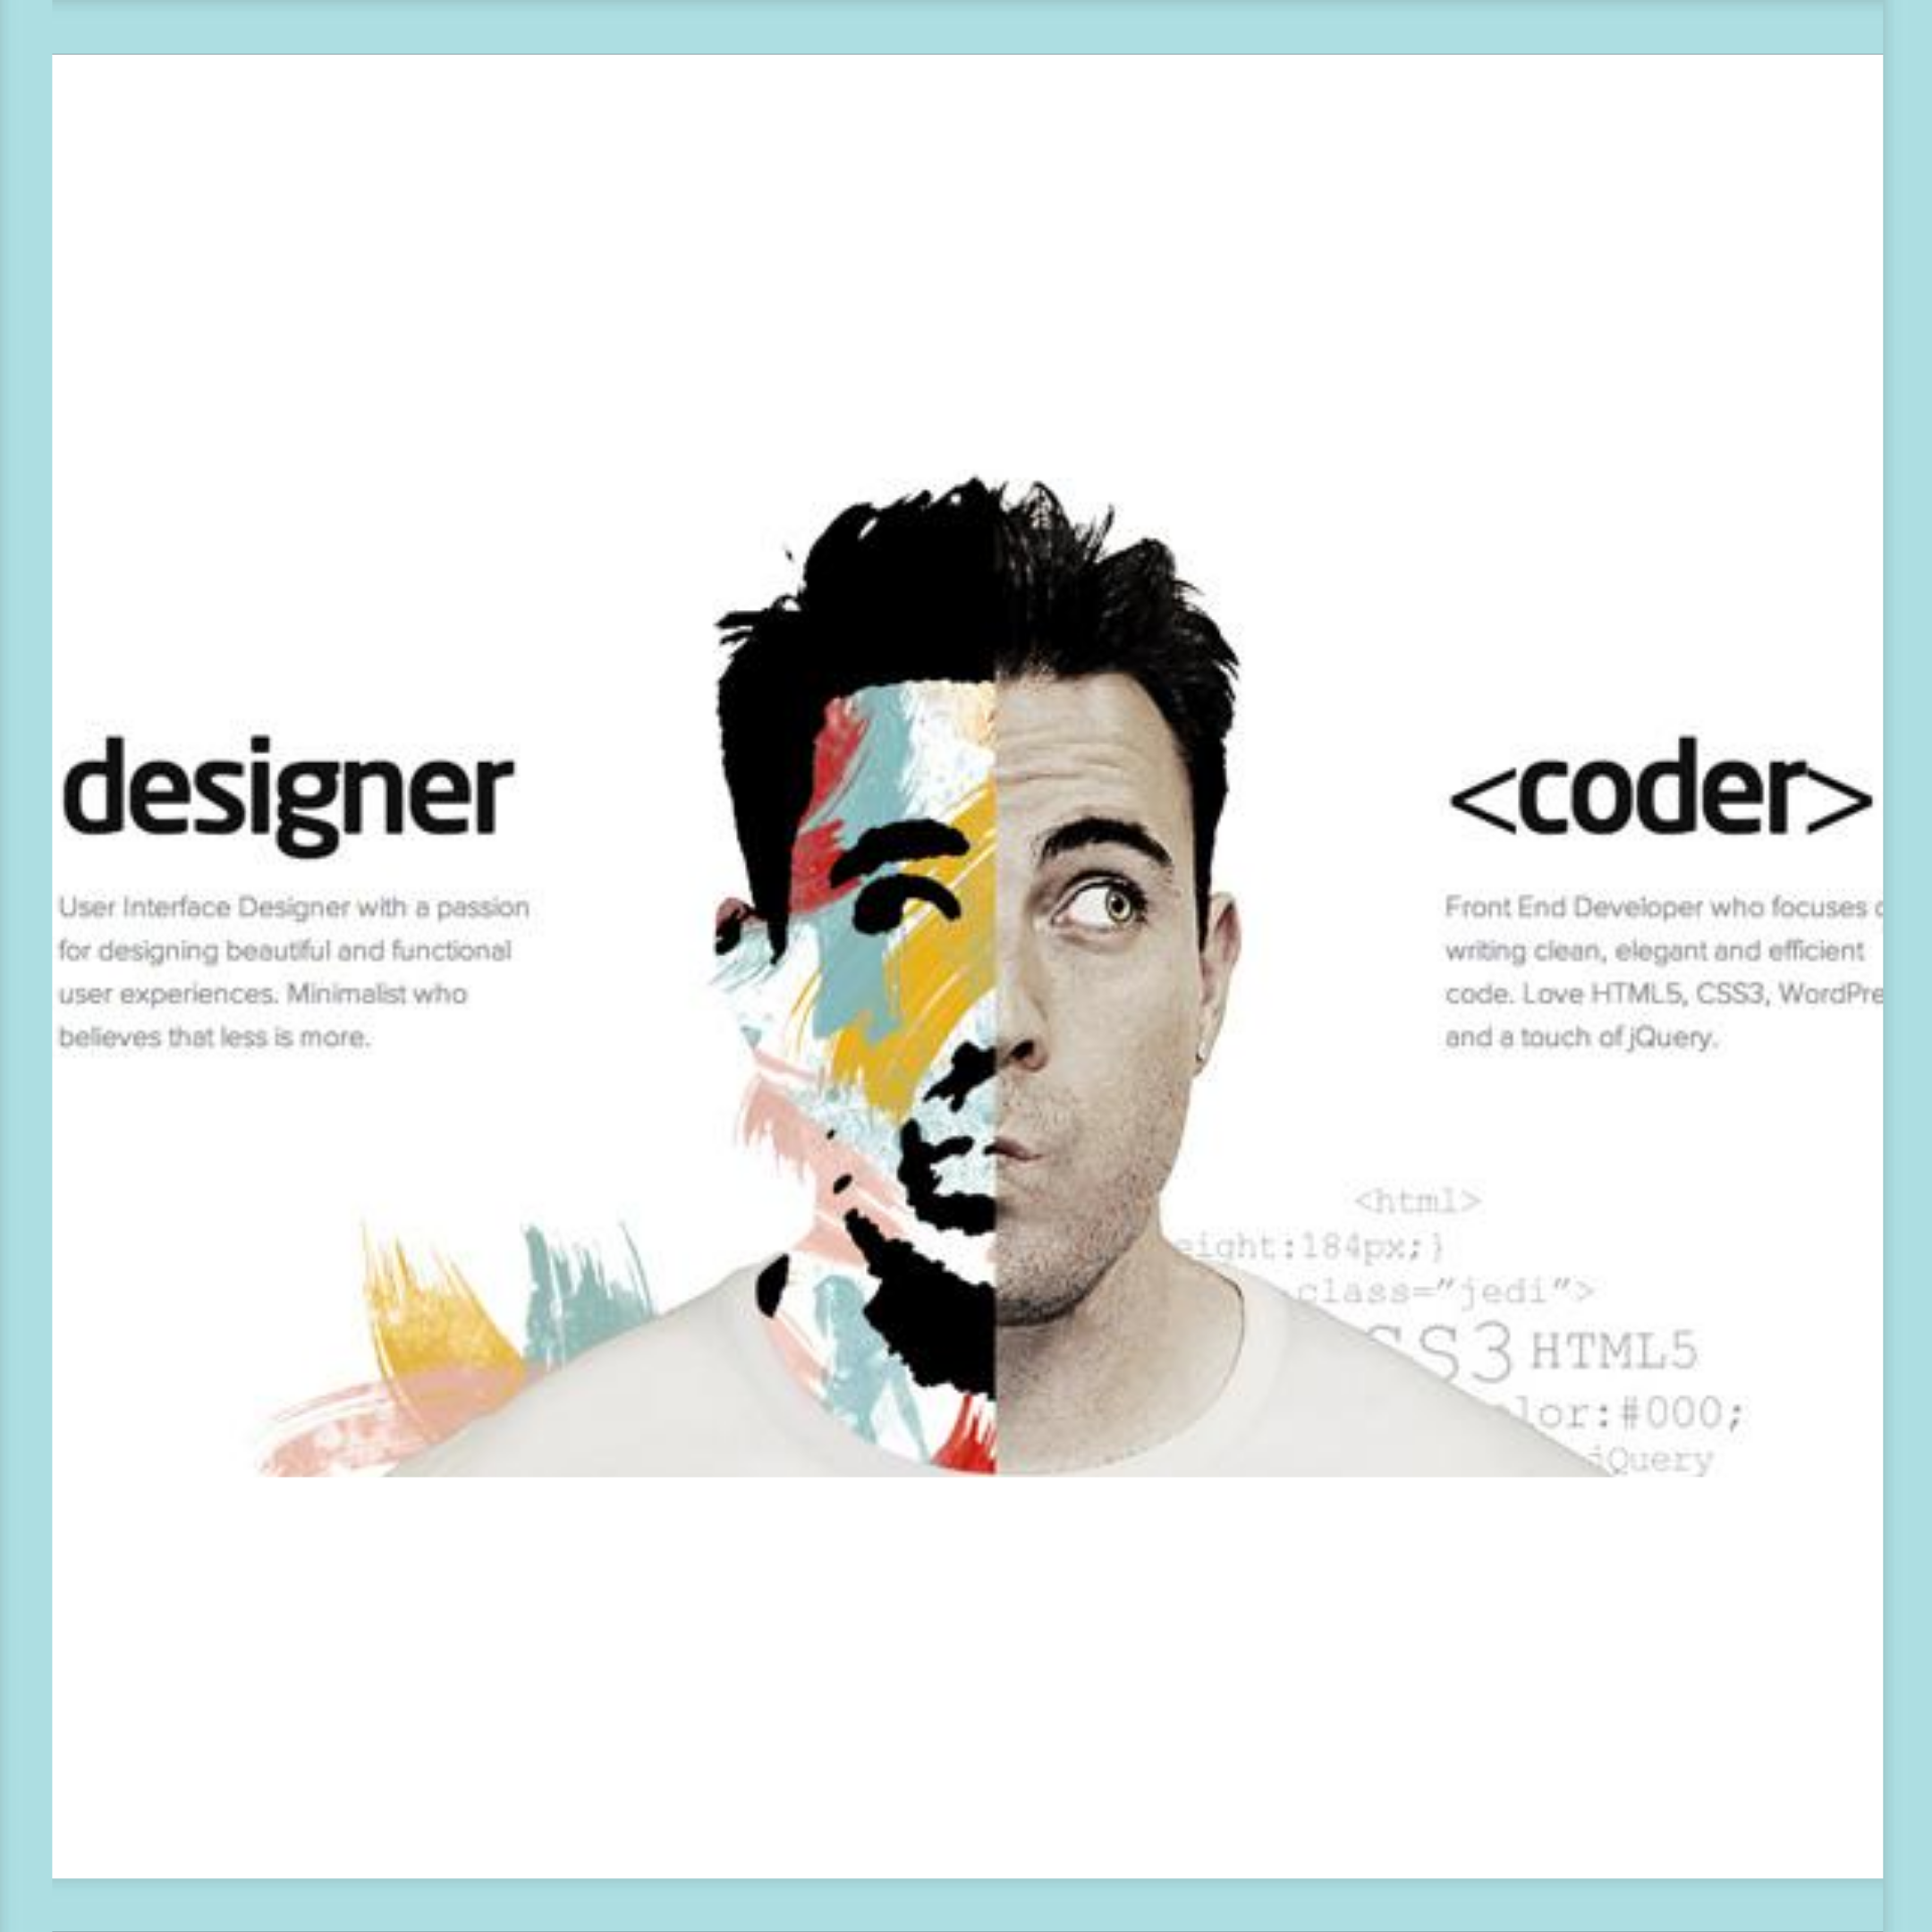 designer
User Interface Designer with a passion
for designing beautiful and functional
user experiences. Minimalist who
believes that less is more.
<coder>
Front End Developer who focuses
writing clean, elegant and efficient
code. Love HTML5, CSS3, WordPre
and a touch of jQuery.
<html>
eight:184px;}
class="jedi">
SS3 HTML5
lor:#000;
jQuery